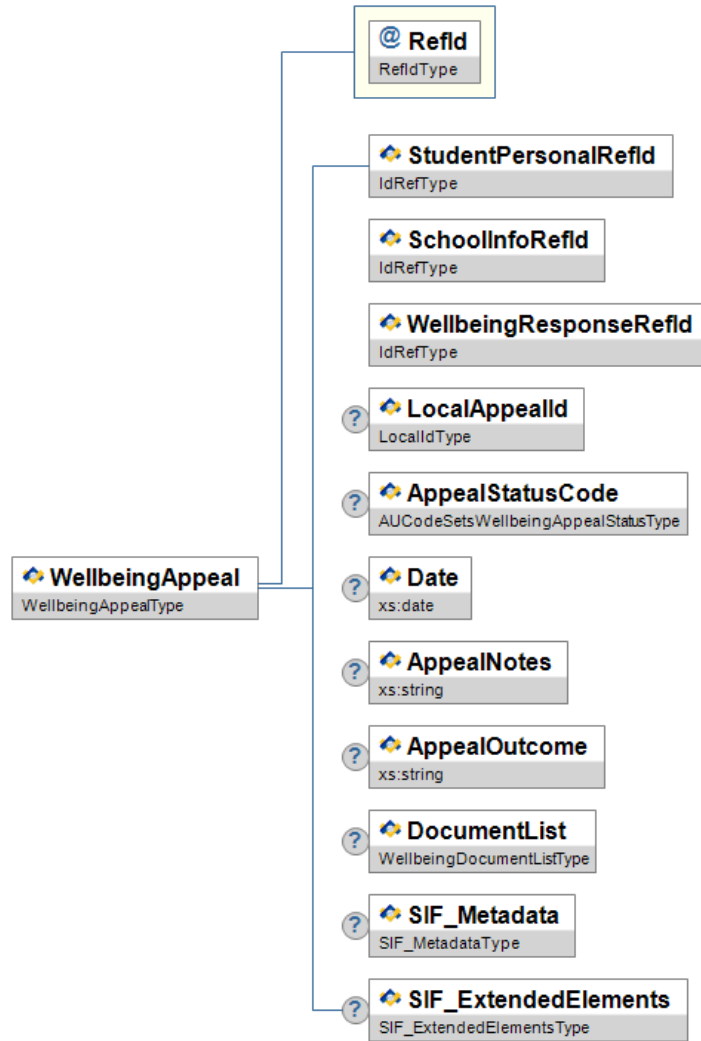 @ RefId
RefIdType
StudentPersonalRefId
IdRefType
SchoolInfoRefId
IdRefType
WellbeingResponseRefId
IdRefType
? LocalAppealId
LocalIdType
? AppealStatusCode
AUCodeSetsWellbeingAppealStatusType
WellbeingAppeal
WellbeingAppealType
? Date
xs:date
? AppealNotes
xs:string
? AppealOutcome
xs:string
? DocumentList
WellbeingDocumentListType
? SIF_Metadata
SIF_MetadataType
? SIF_ExtendedElements
SIF_ExtendedElementsType